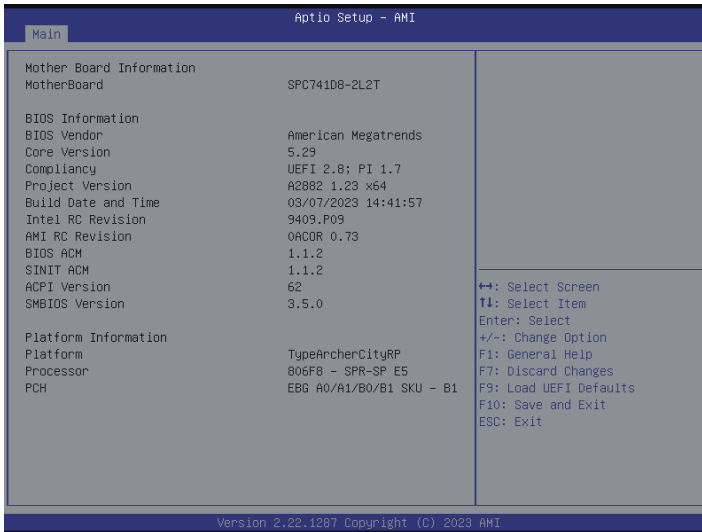 Aptio Setup – AMI
Main
Mother Board Information
MotherBoard SPC741D8-2L2T
BIOS Information
BIOS Vendor American Megatrends
Core Version 5.29
Compliancy UEFI 2.8; PI 1.7
Project Version A2882 1.23 x64
Build Date and Time 03/07/2023 14:41:57
Intel RC Revision 9409.P09
AMI RC Revision 0ACOR 0.73
BIOS ACM 1.1.2
SINIT ACM 1.1.2
ACPI Version 62
SMBIOS Version 3.5.0
Platform Information
Platform TypeArcherCityRP
Processor 806F8 - SPR-SP E5
PCH EBG A0/A1/B0/B1 SKU - B1
↔: Select Screen
↑↓: Select Item
Enter: Select
+/-: Change Option
F1: General Help
F7: Discard Changes
F9: Load UEFI Defaults
F10: Save and Exit
ESC: Exit
Version 2.22.1287 Copyright (C) 2023 AMI